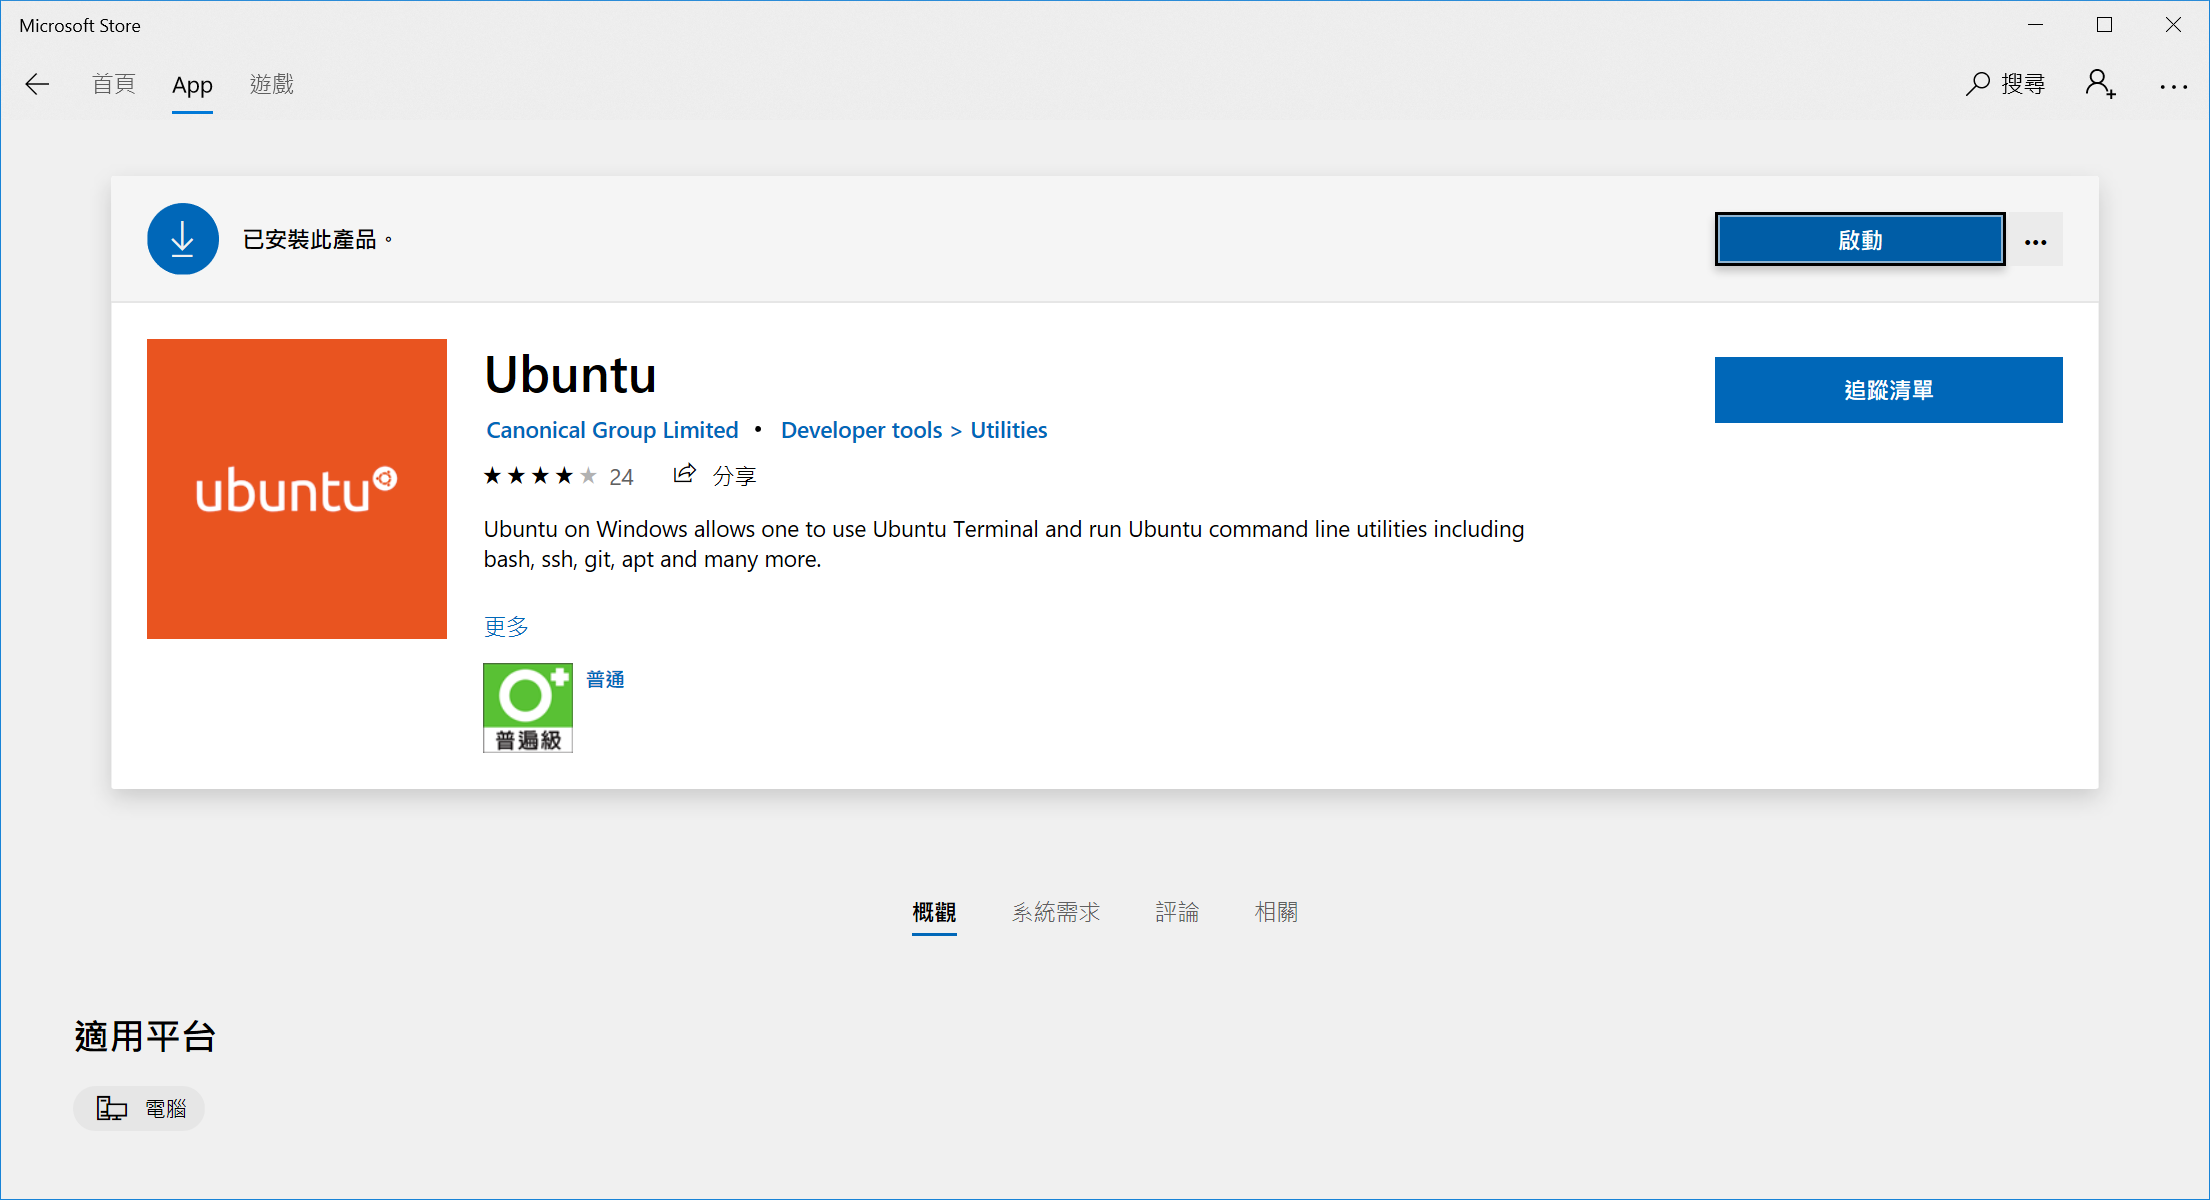 Microsoft Store
首頁 App 遊戲 搜尋
已安裝此產品。
啟動
ubuntu
Ubuntu
追蹤清單
Canonical Group Limited • Developer tools > Utilities
24 分享
Ubuntu on Windows allows one to use Ubuntu Terminal and run Ubuntu command line utilities including
bash, ssh, git, apt and many more.
更多
普通
普遍級
概觀 系統需求 評論 相關
適用平台
電腦